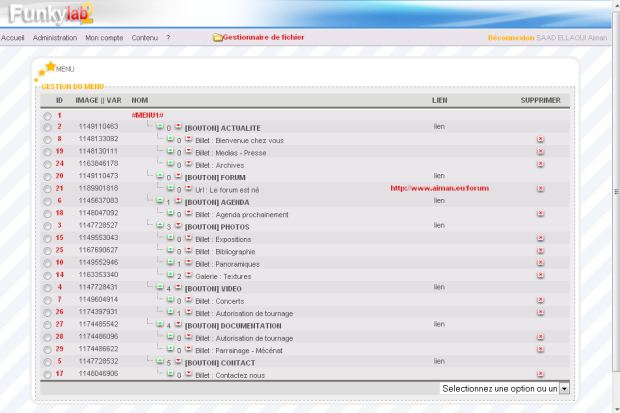 Funkylab2
Accueil Administration Mon compte Contenu ? Gestionnaire de fichier Déconnexion SAAD ELLAOUI Aiman
MENU
GESTION DU MENU
ID IMAGE || VAR NOM LIEN SUPPRIMER
1 #MENU1#
2 1149110463 0 [BOUTON] ACTUALITE lien
8 1148133082 0 Billet : Bienvenue chez vous
19 1148130111 0 Billet : Medias - Presse
24 1163846178 0 Billet : Archives
20 1149110473 0 [BOUTON] FORUM lien
21 1189901818 0 Url : Le forum est né http://www.aiman.eu/forum
6 1145637083 1 [BOUTON] AGENDA lien
18 1148047092 0 Billet : Agenda prochainement
3 1147728527 3 [BOUTON] PHOTOS lien
15 1149553043 0 Billet : Expositions
25 1167690627 0 Billet : Bibliographie
10 1149552946 1 Billet : Panoramiques
14 1163353340 2 Galerie : Textures
4 1147728431 4 [BOUTON] VIDEO lien
7 1149604914 0 Billet : Concerts
26 1174397931 1 Billet : Autorisation de tournage
27 1174485542 4 [BOUTON] DOCUMENTATION lien
28 1174486096 0 Billet : Autorisation de tournage
29 1174486622 0 Billet : Parrainage - Mécénat
5 1147728532 5 [BOUTON] CONTACT lien
17 1148046906 0 Billet : Contactez nous
Selectionnez une option ou un